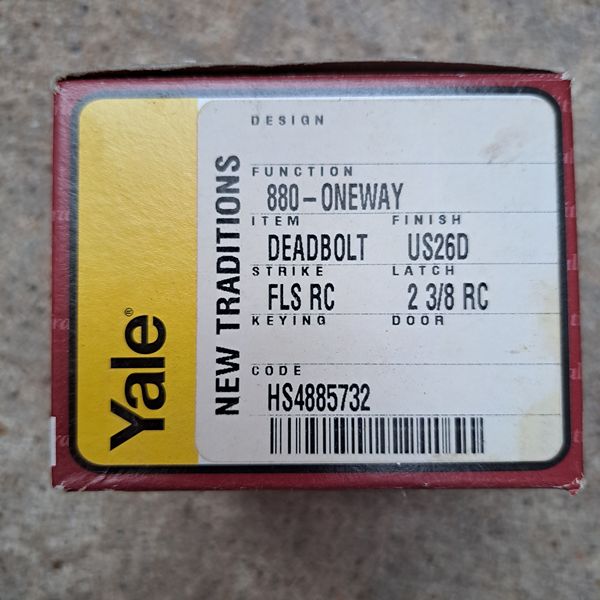 Yale®
NEW TRADITIONS
DESIGN
FUNCTION
880-ONEWAY
ITEM FINISH
DEADBOLT US26D
STRIKE LATCH
FLS RC 2 3/8 RC
KEYING DOOR
CODE
HS4885732